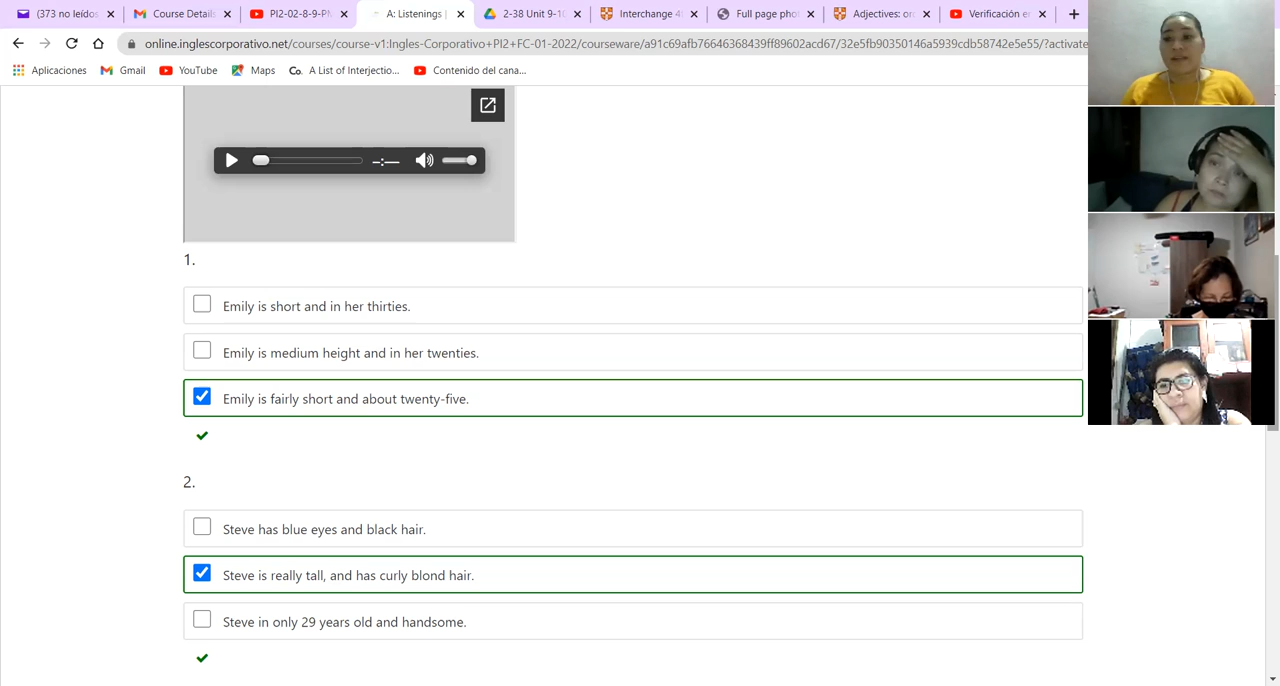 (373 no leídos
Course Details
PI2-02-8-9-PM
A: Listenings |
2-38 Unit 9-10
Interchange 4t
Full page phot
Adjectives: ord
Verificación en
online.inglescorporativo.net/courses/course-v1:Ingles-Corporativo+PI2+FC-01-2022/courseware/a91c69afb76646368439ff89602acd67/32e5fb90350146a5939cdb58742e5e55/?activate
Aplicaciones
Gmail
YouTube
Maps
Co. A List of Interjectio...
Contenido del cana...
-:--
1.
Emily is short and in her thirties.
Emily is medium height and in her twenties.
Emily is fairly short and about twenty-five.
2.
Steve has blue eyes and black hair.
Steve is really tall, and has curly blond hair.
Steve in only 29 years old and handsome.